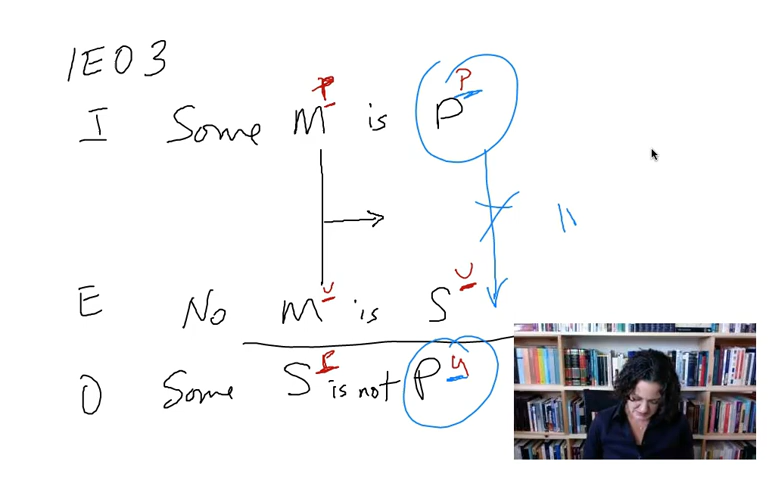 IEO3
I Some M^P is P^P
E No M^U is S^U
O Some S^P is not P^U